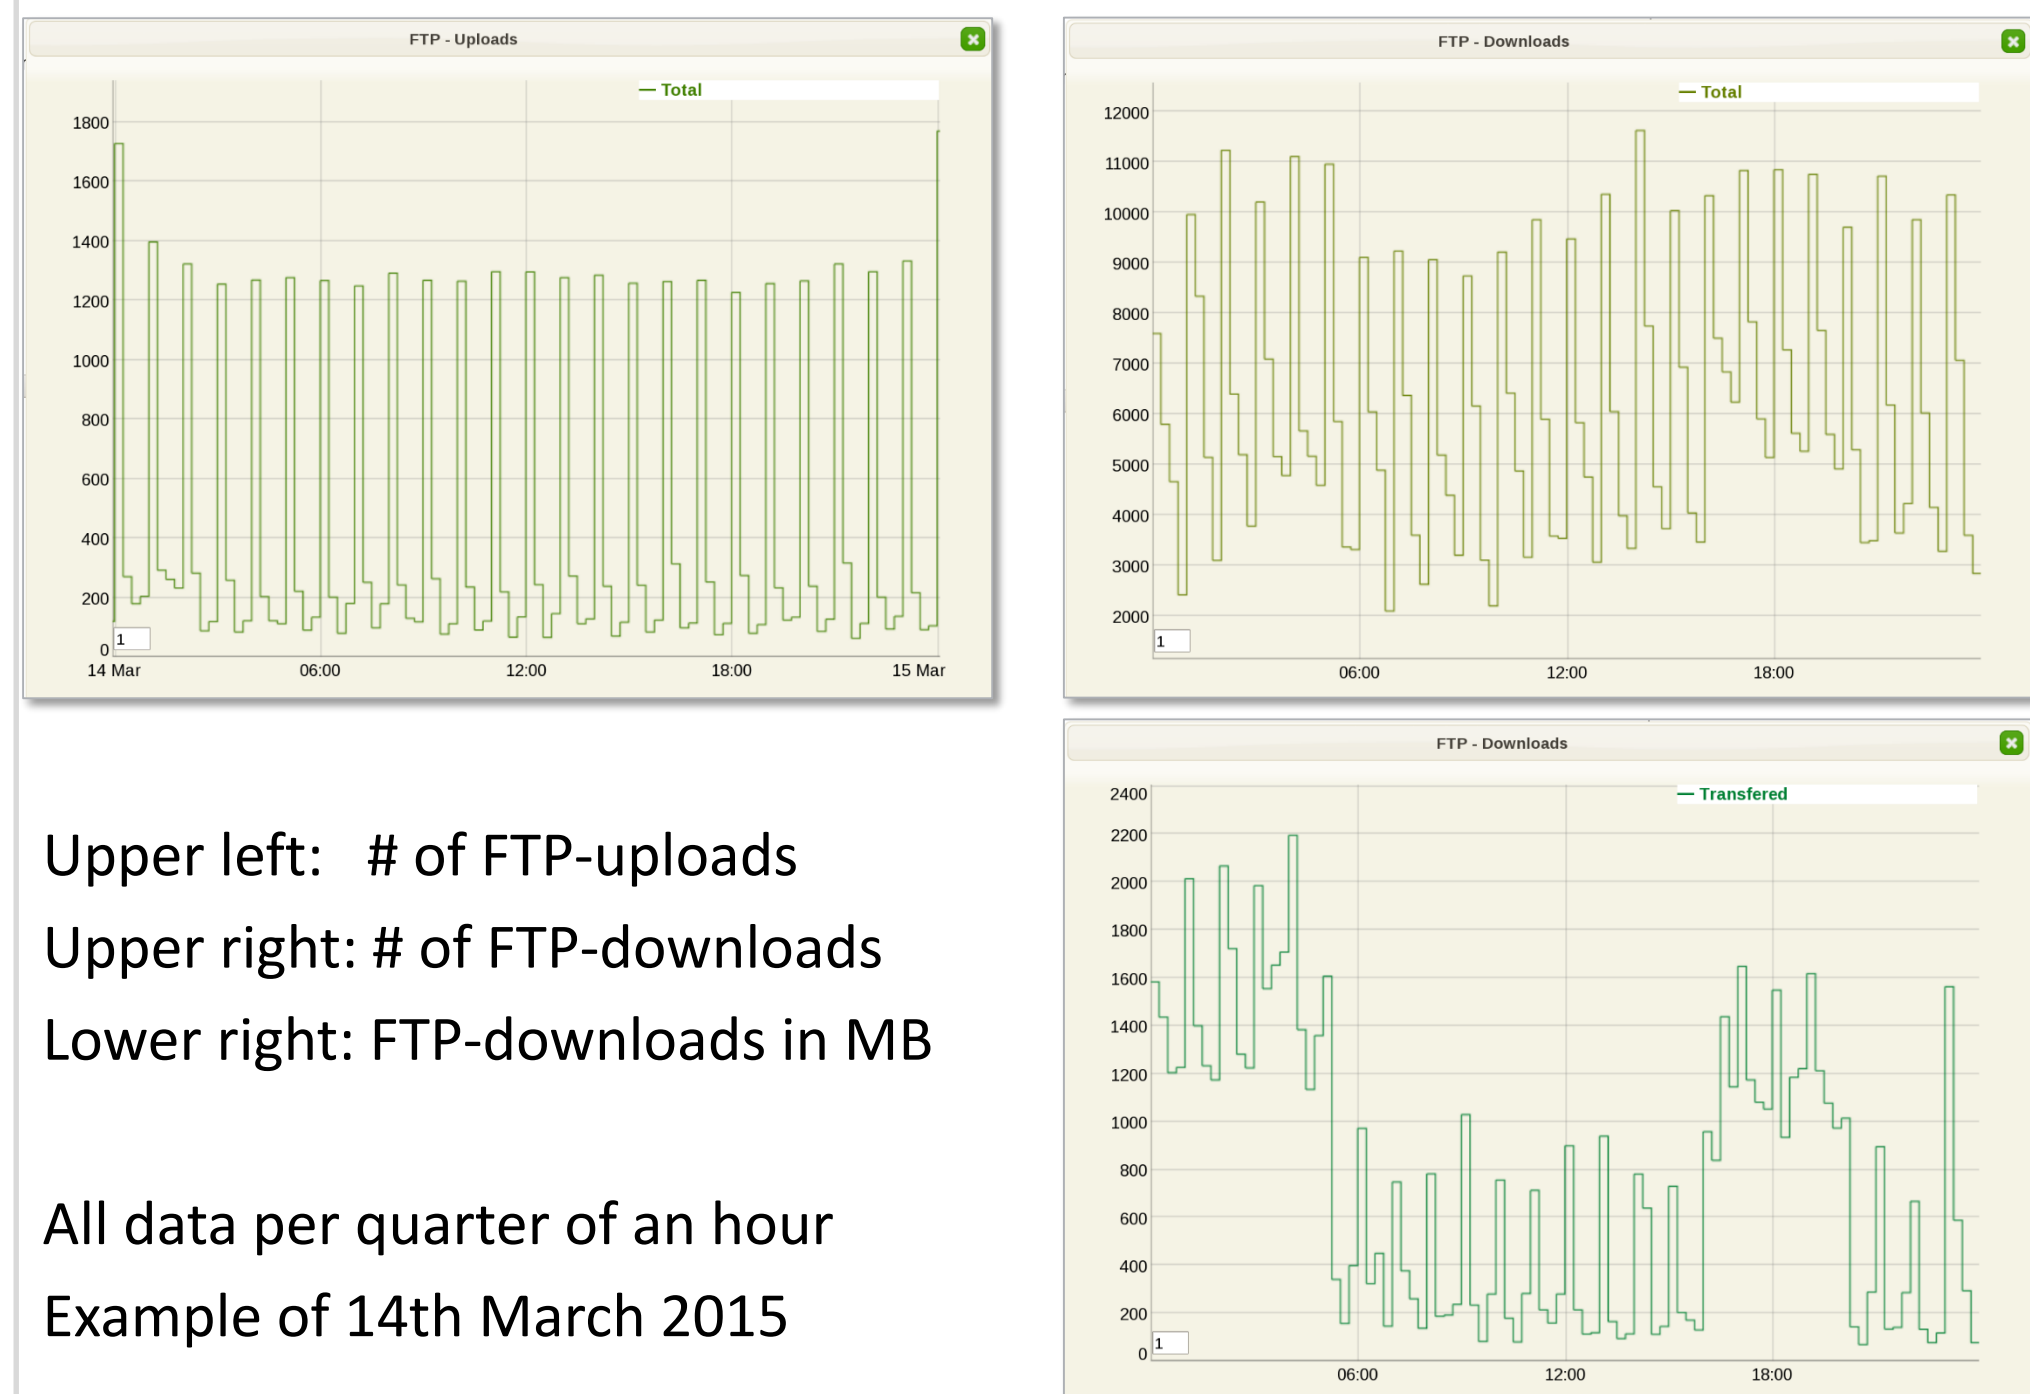 FTP - Uploads
Total
1800
1600
1400
1200
1000
800
600
400
200
0
1
14 Mar 06:00 12:00 18:00 15 Mar
FTP - Downloads
Total
12000
11000
10000
9000
8000
7000
6000
5000
4000
3000
2000
1
06:00 12:00 18:00
Upper left: # of FTP-uploads
Upper right: # of FTP-downloads
Lower right: FTP-downloads in MB
All data per quarter of an hour
Example of 14th March 2015
FTP - Downloads
Transfered
2400
2200
2000
1800
1600
1400
1200
1000
800
600
400
200
0
1
06:00 12:00 18:00